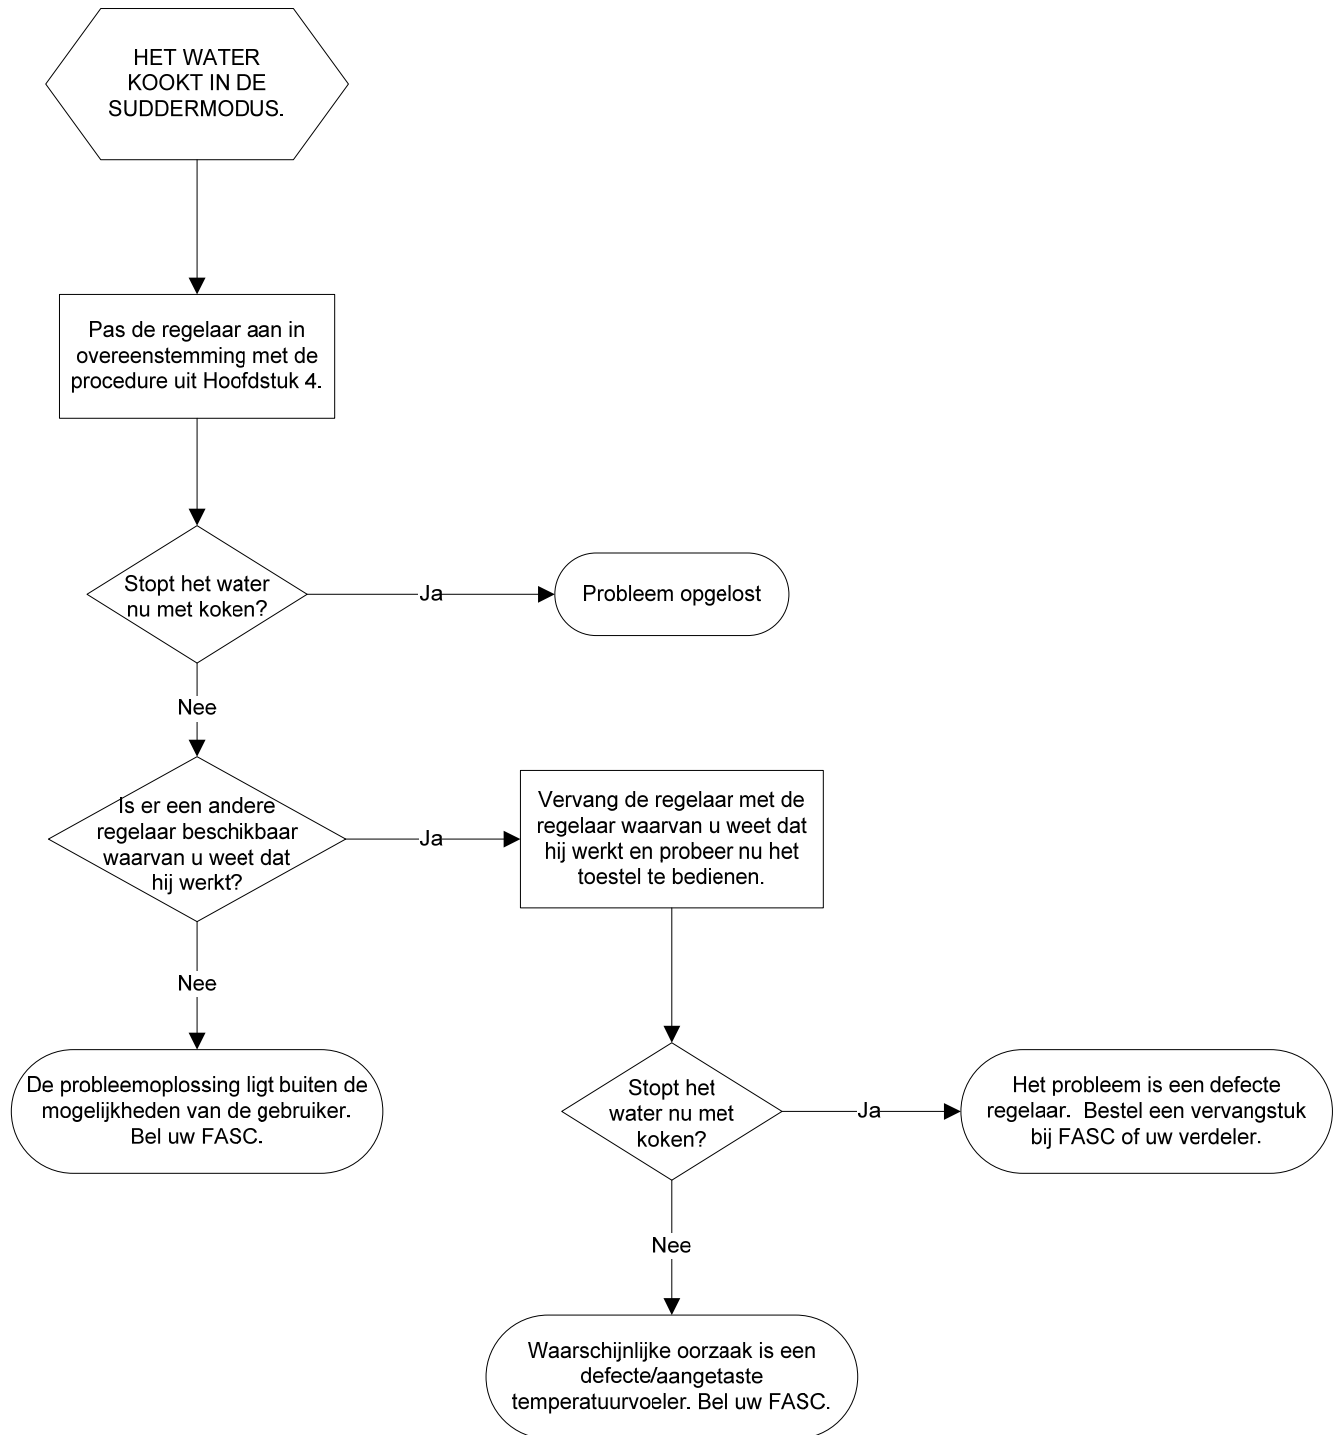 HET WATER
KOOKT IN DE
SUDDERMODUS.
Pas de regelaar aan in
overeenstemming met de
procedure uit Hoofdstuk 4.
Stopt het water
nu met koken?
Ja
Probleem opgelost
Nee
Is er een andere
regelaar beschikbaar
waarvan u weet dat
hij werkt?
Ja
Vervang de regelaar met de
regelaar waarvan u weet dat
hij werkt en probeer nu het
toestel te bedienen.
Nee
De probleemoplossing ligt buiten de
mogelijkheden van de gebruiker.
Bel uw FASC.
Stopt het
water nu met
koken?
Ja
Het probleem is een defecte
regelaar.  Bestel een vervangstuk
bij FASC of uw verdeler.
Nee
Waarschijnlijke oorzaak is een
defecte/aangetaste
temperatuurvoeler. Bel uw FASC.